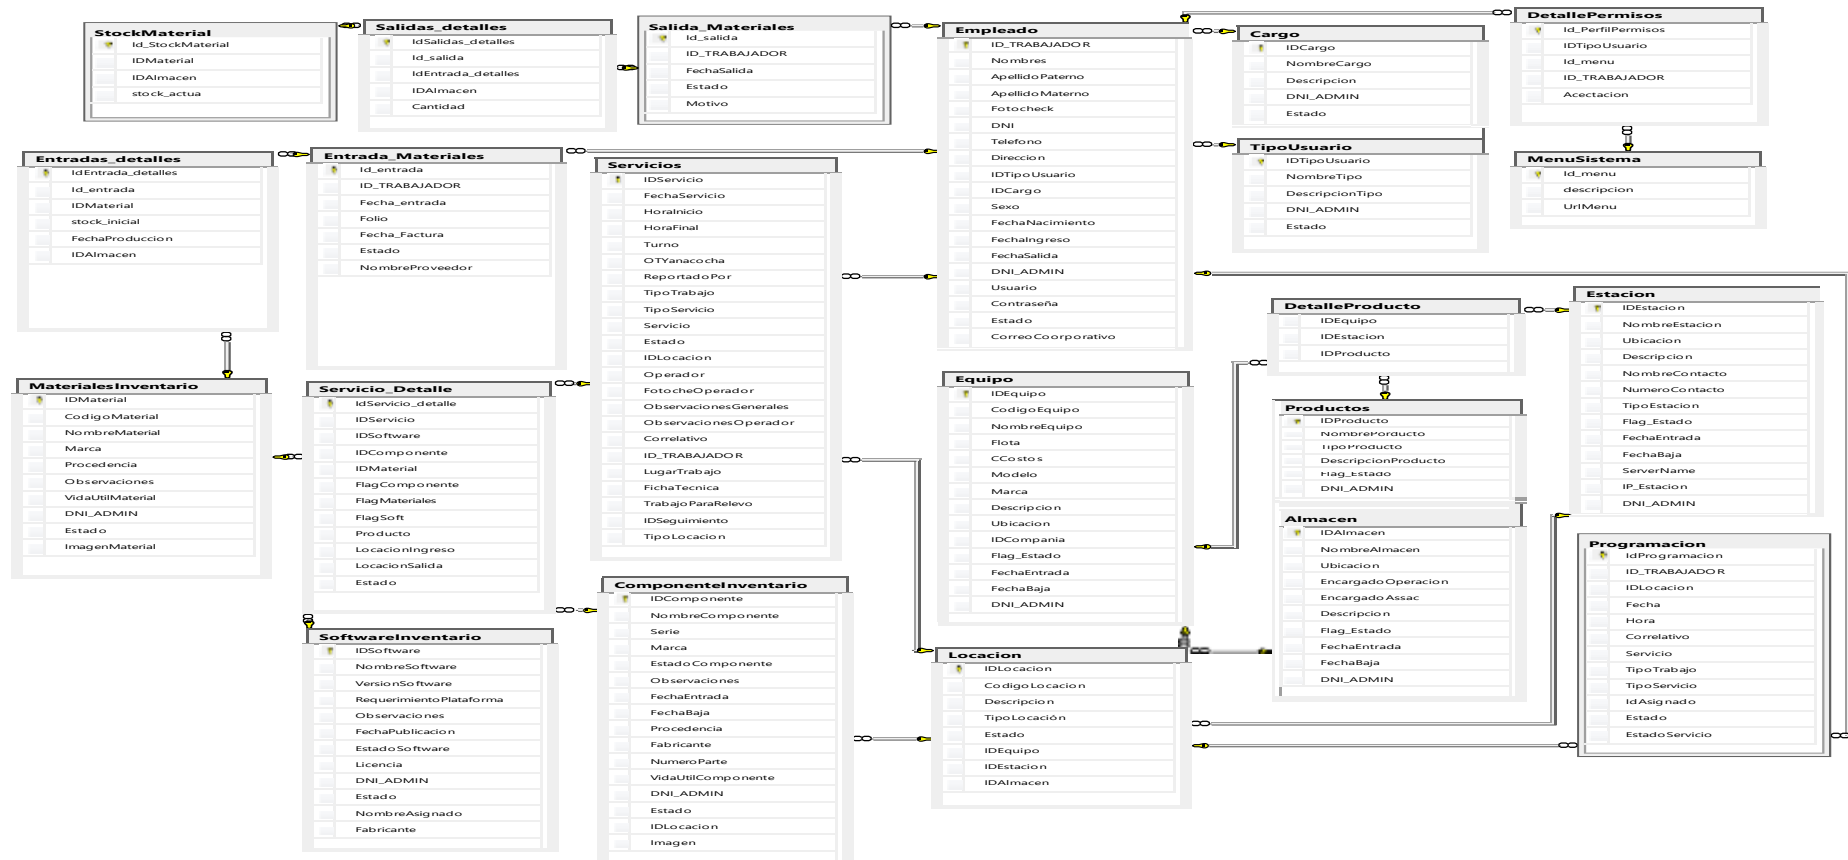 StockMaterial
Id_StockMaterial
IDMaterial
IDAlmacen
stock_actua
Salidas_detalles
IdSalidas_detalles
Id_salida
IdEntrada_detalles
IDAlmacen
Cantidad
Salida_Materiales
Id_salida
ID_TRABAJADOR
FechaSalida
Estado
Motivo
Empleado
ID_TRABAJADOR
Nombres
ApellidoPaterno
ApellidoMaterno
Fotocheck
DNI
Telefono
Direccion
IDTipoUsuario
IDCargo
Sexo
FechaNacimiento
FechaIngreso
FechaSalida
DNI_ADMIN
Usuario
Contraseña
Estado
CorreoCoorporativo
Cargo
IDCargo
NombreCargo
Descripcion
DNI_ADMIN
Estado
DetallePermisos
Id_PerfilPermisos
IDTipoUsuario
Id_menu
ID_TRABAJADOR
Acectacion
TipoUsuario
IDTipoUsuario
NombreTipo
DescripcionTipo
DNI_ADMIN
Estado
MenuSistema
Id_menu
descripcion
UrlMenu
Entradas_detalles
IdEntrada_detalles
Id_entrada
IDMaterial
stock_inicial
FechaProduccion
IDAlmacen
Entrada_Materiales
Id_entrada
ID_TRABAJADOR
Fecha_entrada
Folio
Fecha_Factura
Estado
NombreProveedor
Servicios
IDServicio
FechaServicio
HoraInicio
HoraFinal
Turno
OTYanacocha
ReportadoPor
TipoTrabajo
TipoServicio
Servicio
Estado
IDLocacion
Operador
FotocheOperador
ObservacionesGenerales
ObservacionesOperador
Correlativo
ID_TRABAJADOR
LugarTrabajo
FichaTecnica
TrabajoParaRelevo
IDSeguimiento
TipoLocacion
DetalleProducto
IDEquipo
IDEstacion
IDProducto
Estacion
IDEstacion
NombreEstacion
Ubicacion
Descripcion
NombreContacto
NumeroContacto
TipoEstacion
Flag_Estado
FechaEntrada
FechaBaja
ServerName
IP_Estacion
DNI_ADMIN
MaterialesInventario
IDMaterial
CodigoMaterial
NombreMaterial
Marca
Procedencia
Observaciones
VidaUtilMaterial
DNI_ADMIN
Estado
ImagenMaterial
Servicio_Detalle
IdServicio_detalle
IDServicio
IDSoftware
IDComponente
IDMaterial
FlagComponente
FlagMateriales
FlagSoft
Producto
LocacionIngreso
LocacionSalida
Estado
Equipo
IDEquipo
CodigoEquipo
NombreEquipo
Flota
CCostos
Modelo
Marca
Descripcion
Ubicacion
IDCompania
Flag_Estado
FechaEntrada
FechaBaja
DNI_ADMIN
Productos
IDProducto
NombrePorducto
TipoProducto
DescripcionProducto
Flag_Estado
DNI_ADMIN
Almacen
IDAlmacen
NombreAlmacen
Ubicacion
EncargadoOperacion
EncargadoAssac
Descripcion
Flag_Estado
FechaEntrada
FechaBaja
DNI_ADMIN
Programacion
IdProgramacion
ID_TRABAJADOR
IDLocacion
Fecha
Hora
Correlativo
Servicio
TipoTrabajo
TipoServicio
IdAsignado
Estado
EstadoServicio
ComponenteInventario
IDComponente
NombreComponente
Serie
Marca
EstadoComponente
Observaciones
FechaEntrada
FechaBaja
Procedencia
Fabricante
NumeroParte
VidaUtilComponente
DNI_ADMIN
Estado
IDLocacion
Imagen
SoftwareInventario
IDSoftware
NombreSoftware
VersionSoftware
RequerimientoPlataforma
Observaciones
FechaPublicacion
EstadoSoftware
Licencia
DNI_ADMIN
Estado
NombreAsignado
Fabricante
Locacion
IDLocacion
CodigoLocacion
Descripcion
TipoLocación
Estado
IDEquipo
IDEstacion
IDAlmacen